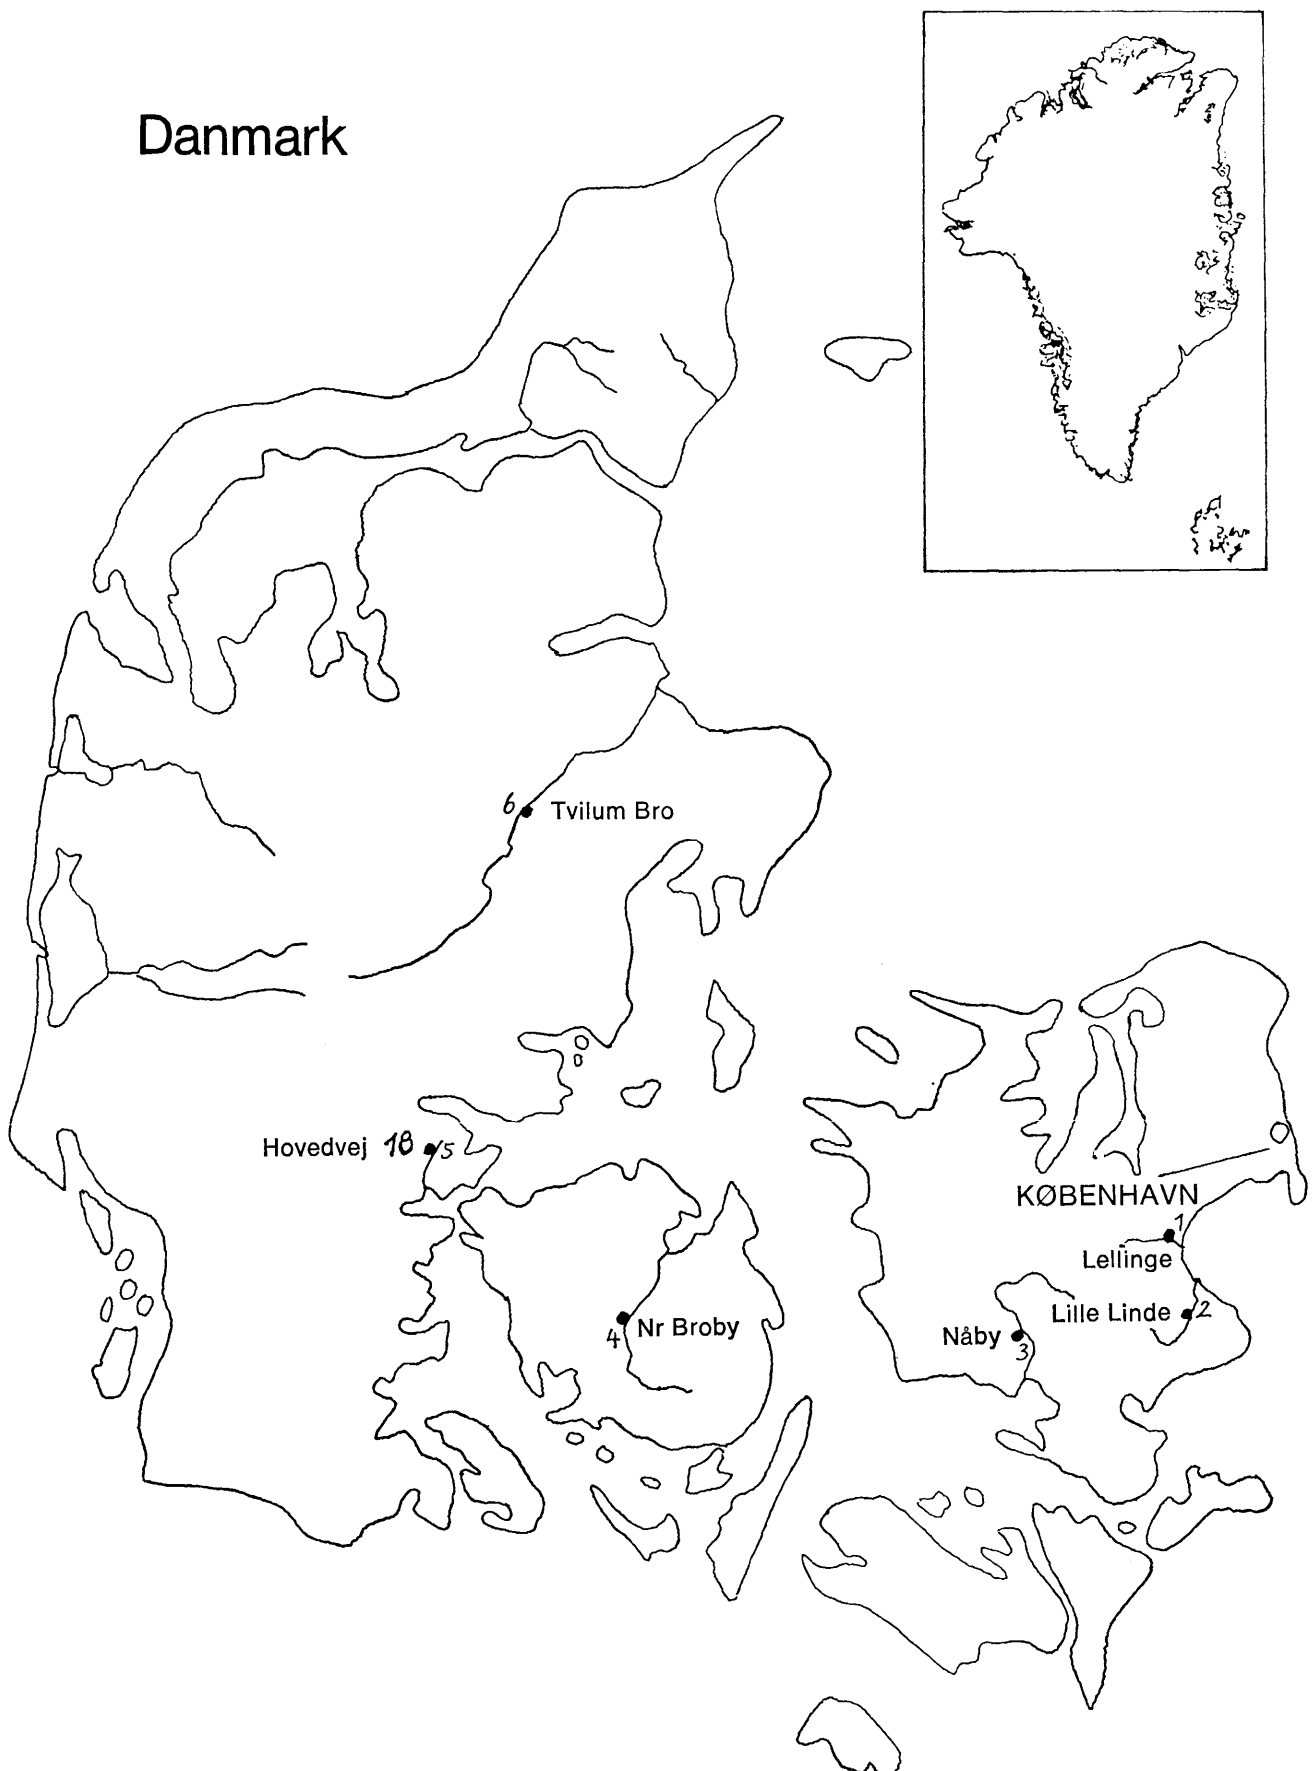 Danmark
6 Tvilum Bro
Hovedvej 18 5
KØBENHAVN
1
Lellinge
Lille Linde 2
Nåby
3
4 Nr Broby